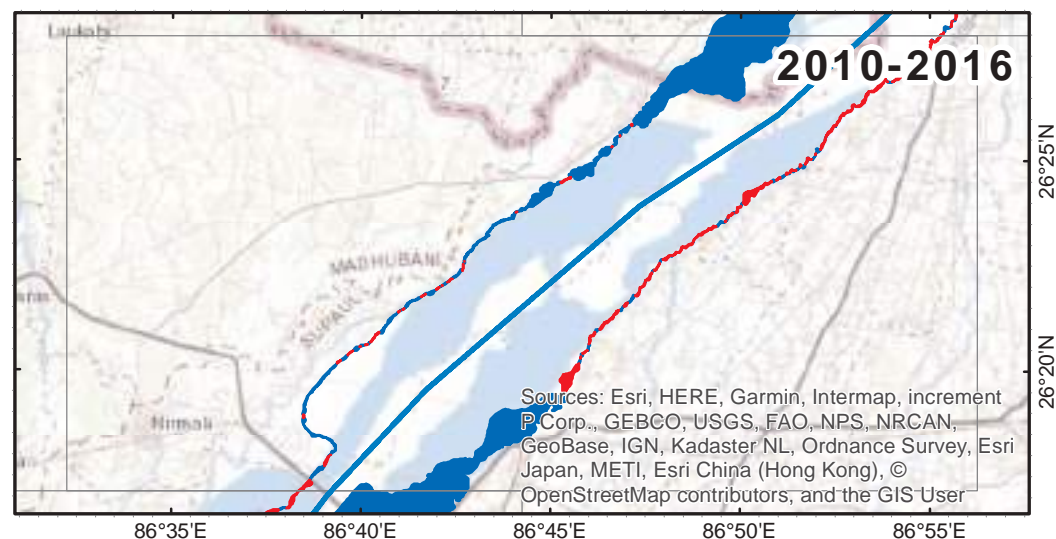 Laukahi
2010-2016
26°25'N
MADHUBANI
SUPAUL
26°20'N
Nirmali
Sources: Esri, HERE, Garmin, Intermap, increment
P Corp., GEBCO, USGS, FAO, NPS, NRCAN,
GeoBase, IGN, Kadaster NL, Ordnance Survey, Esri
Japan, METI, Esri China (Hong Kong), ©
OpenStreetMap contributors, and the GIS User
86°35'E
86°40'E
86°45'E
86°50'E
86°55'E